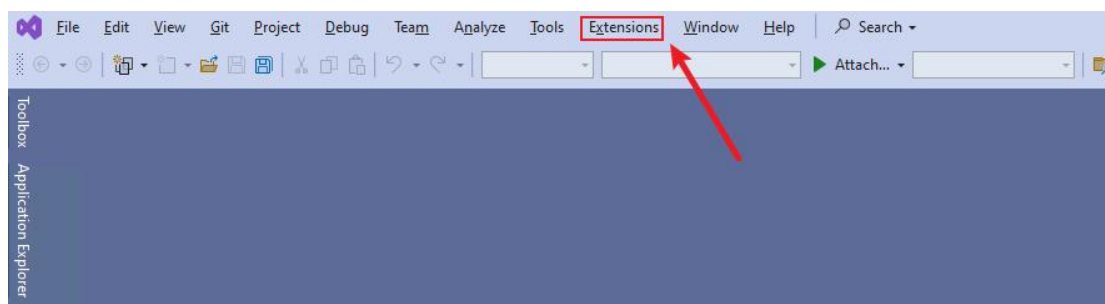 File Edit View Git Project Debug Team Analyze Tools Extensions Window Help Search
Attach...
Toolbox
Application Explorer